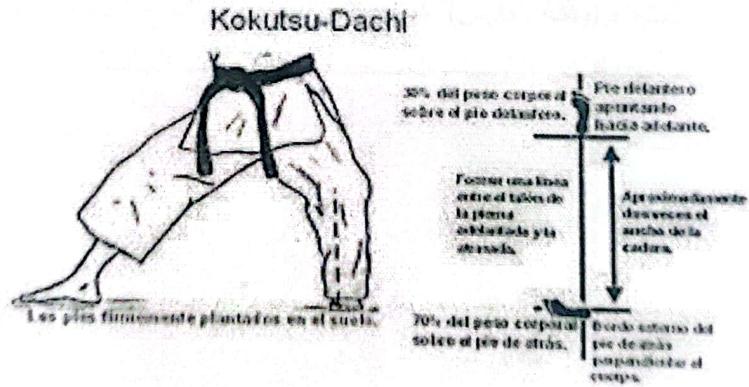 Kokutsu-Dachi
30% del peso corporal
sobre el pie delantero.
Pie delantero
apuntando
hacia adelante.
Formar una línea
entre el talón de
la pierna
adelantada y la
atrasada.
Aproximadamente
dos veces el
ancho de la
cadera.
Los pies firmemente plantados en el suelo.
70% del peso corporal
sobre el pie de atrás.
Borde externo del
pie de atrás
perpendicular al
cuerpo.